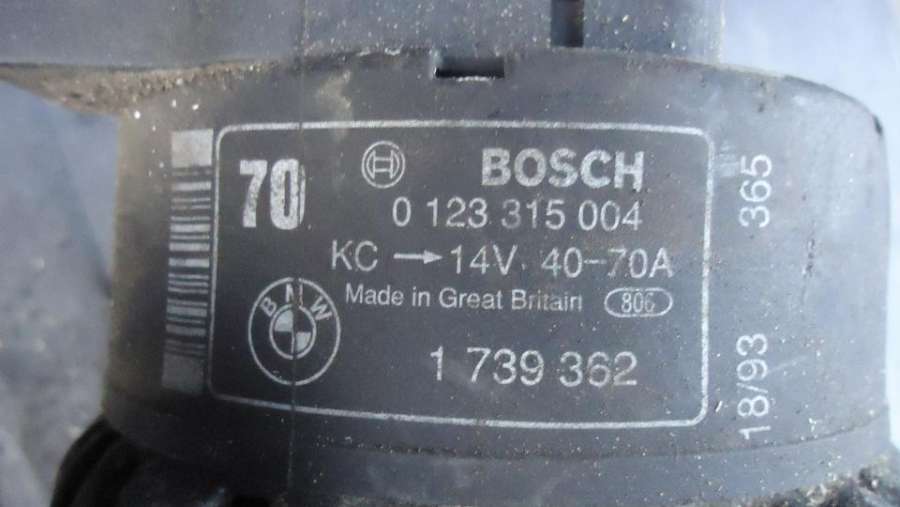 70
BOSCH
0 123 315 004
KC → 14V 40-70A
Made in Great Britain 806
BMW
1 739 362
365
18/93